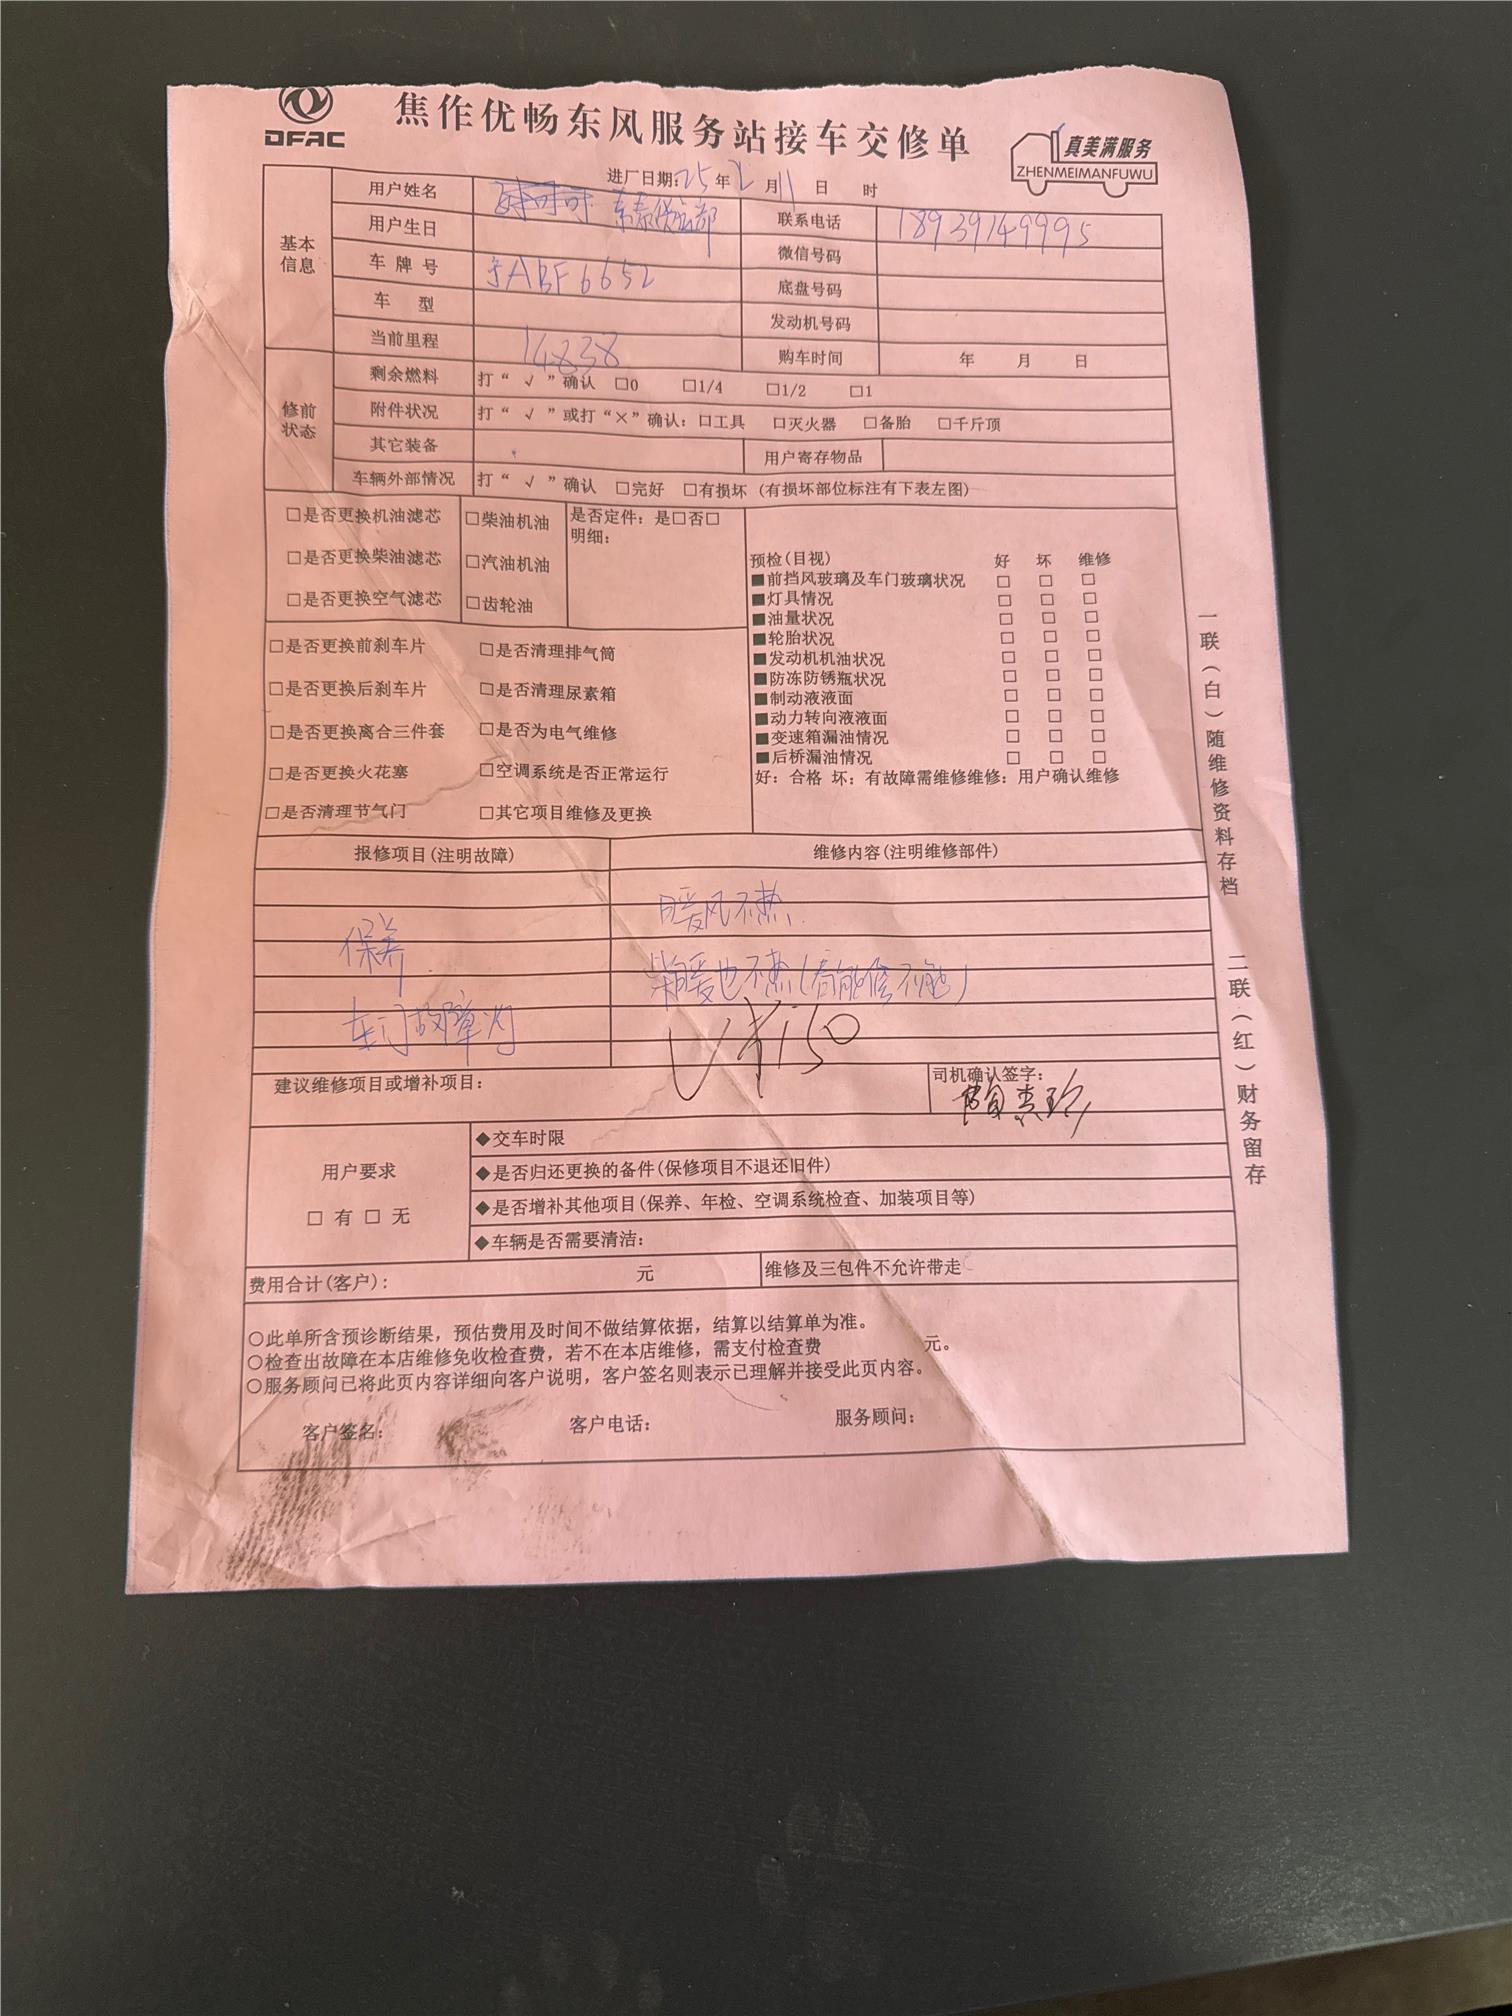 DFAC
焦作优畅东风服务站接车交修单
真美满服务
ZHENMEIMANFUWU
进厂日期: 25 年 2 月 11 日 时
基本信息
用户姓名
联系电话 18939149995
用户生日
微信号码
车牌号 ABF6652
底盘号码
车型
发动机号码
当前里程 14838
购车时间 年 月 日
修前状态
剩余燃料 打“√”确认 □0 □1/4 □1/2 □1
附件状况 打“√”或打“×”确认: □工具 □灭火器 □备胎 □千斤顶
其它装备
用户寄存物品
车辆外部情况 打“√”确认 □完好 □有损坏 (有损坏部位标注有下表左图)
□是否更换机油滤芯 □柴油机油
□是否更换柴油滤芯 □汽油机油
□是否更换空气滤芯 □齿轮油
是否定件: 是□否□
明细:
□是否更换前刹车片 □是否清理排气筒
□是否更换后刹车片 □是否清理尿素箱
□是否更换离合三件套 □是否为电气维修
□是否更换火花塞 □空调系统是否正常运行
□是否清理节气门 □其它项目维修及更换
预检(目视) 好 坏 维修
■前挡风玻璃及车门玻璃状况 □ □ □
■灯具情况 □ □ □
■油量状况 □ □ □
■轮胎状况 □ □ □
■发动机机油状况 □ □ □
■防冻防锈瓶状况 □ □ □
■制动液液面 □ □ □
■动力转向液液面 □ □ □
■变速箱漏油情况 □ □ □
■后桥漏油情况 □ □ □
好: 合格 坏: 有故障需维修维修: 用户确认维修
报修项目(注明故障) 维修内容(注明维修部件)
暖风不热
保养
柴暖也不热(看能修不能)
车门故障灯
150
建议维修项目或增补项目:
司机确认签字:
用户要求
□有 □无
◆交车时限
◆是否归还更换的备件(保修项目不退还旧件)
◆是否增补其他项目(保养、年检、空调系统检查、加装项目等)
◆车辆是否需要清洁:
费用合计(客户): 元
维修及三包件不允许带走
○此单所含预诊断结果，预估费用及时间不做结算依据，结算以结算单为准。
○检查出故障在本店维修免收检查费，若不在本店维修，需支付检查费 元。
○服务顾问已将此页内容详细向客户说明，客户签名则表示已理解并接受此页内容。
客户签名: 客户电话: 服务顾问:
一联(白)随维修资料存档 二联(红)财务留存